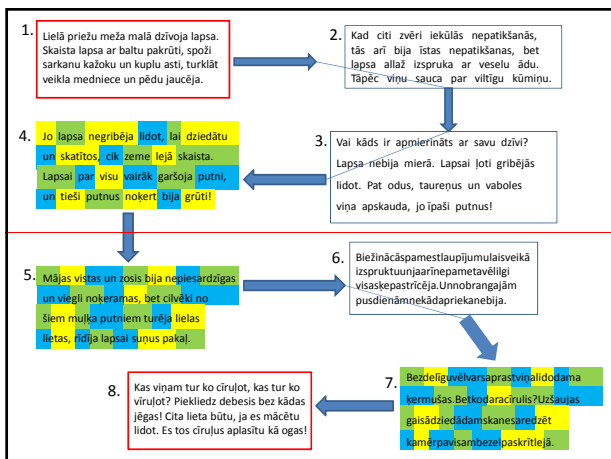 1.
Lielā priežu meža malā dzīvoja lapsa.
Skaista lapsa ar baltu pakrūti, spoži
sarkanu kažoku un kuplu asti, turklāt
veikla medniece un pēdu jaucēja.
2.
Kad citi zvēri iekūlās nepatikšanās,
tās arī bija īstas nepatikšanas, bet
lapsa allaž izspruka ar veselu ādu.
Tāpēc viņu sauca par viltīgu kūmiņu.
3.
Vai kāds ir apmierināts ar savu dzīvi?
Lapsa nebija mierā. Lapsai ļoti gribējās
lidot. Pat odus, taureņus un vaboles
viņa apskauda, jo īpaši putnus!
4.
Jo lapsa negribēja lidot, lai dziedātu
un skatītos, cik zeme lejā skaista.
Lapsai par visu vairāk garšoja putni,
un tieši putnus noķert bija grūti!
5.
Mājas vistas un zosis bija nepiesardzīgas
un viegli noķeramas, bet cilvēki no
šiem muļķa putniem turēja lielas
lietas, rīdīja lapsai suņus pakaļ.
6.
Biežinācāspamestlaupījumulaisveikā
izspruktuunjaarīnepametavēlilgi
visasķepastrīcēja.Unnobrangajām
pusdienāmnekādapriekanebija.
7.
Bezdelīguvēlvarsaprastviņalidodama
ķermušas.Betkodaracīrulis?Uzšaujas
gaisādziedādamskanesaredzēt
kamērpavisambezelpaskrītlejā.
8.
Kas viņam tur ko cīruļot, kas tur ko
vīruļot? Piekliedz debesis bez kādas
jēgas! Cita lieta būtu, ja es mācētu
lidot. Es tos cīruļus aplasītu kā ogas!